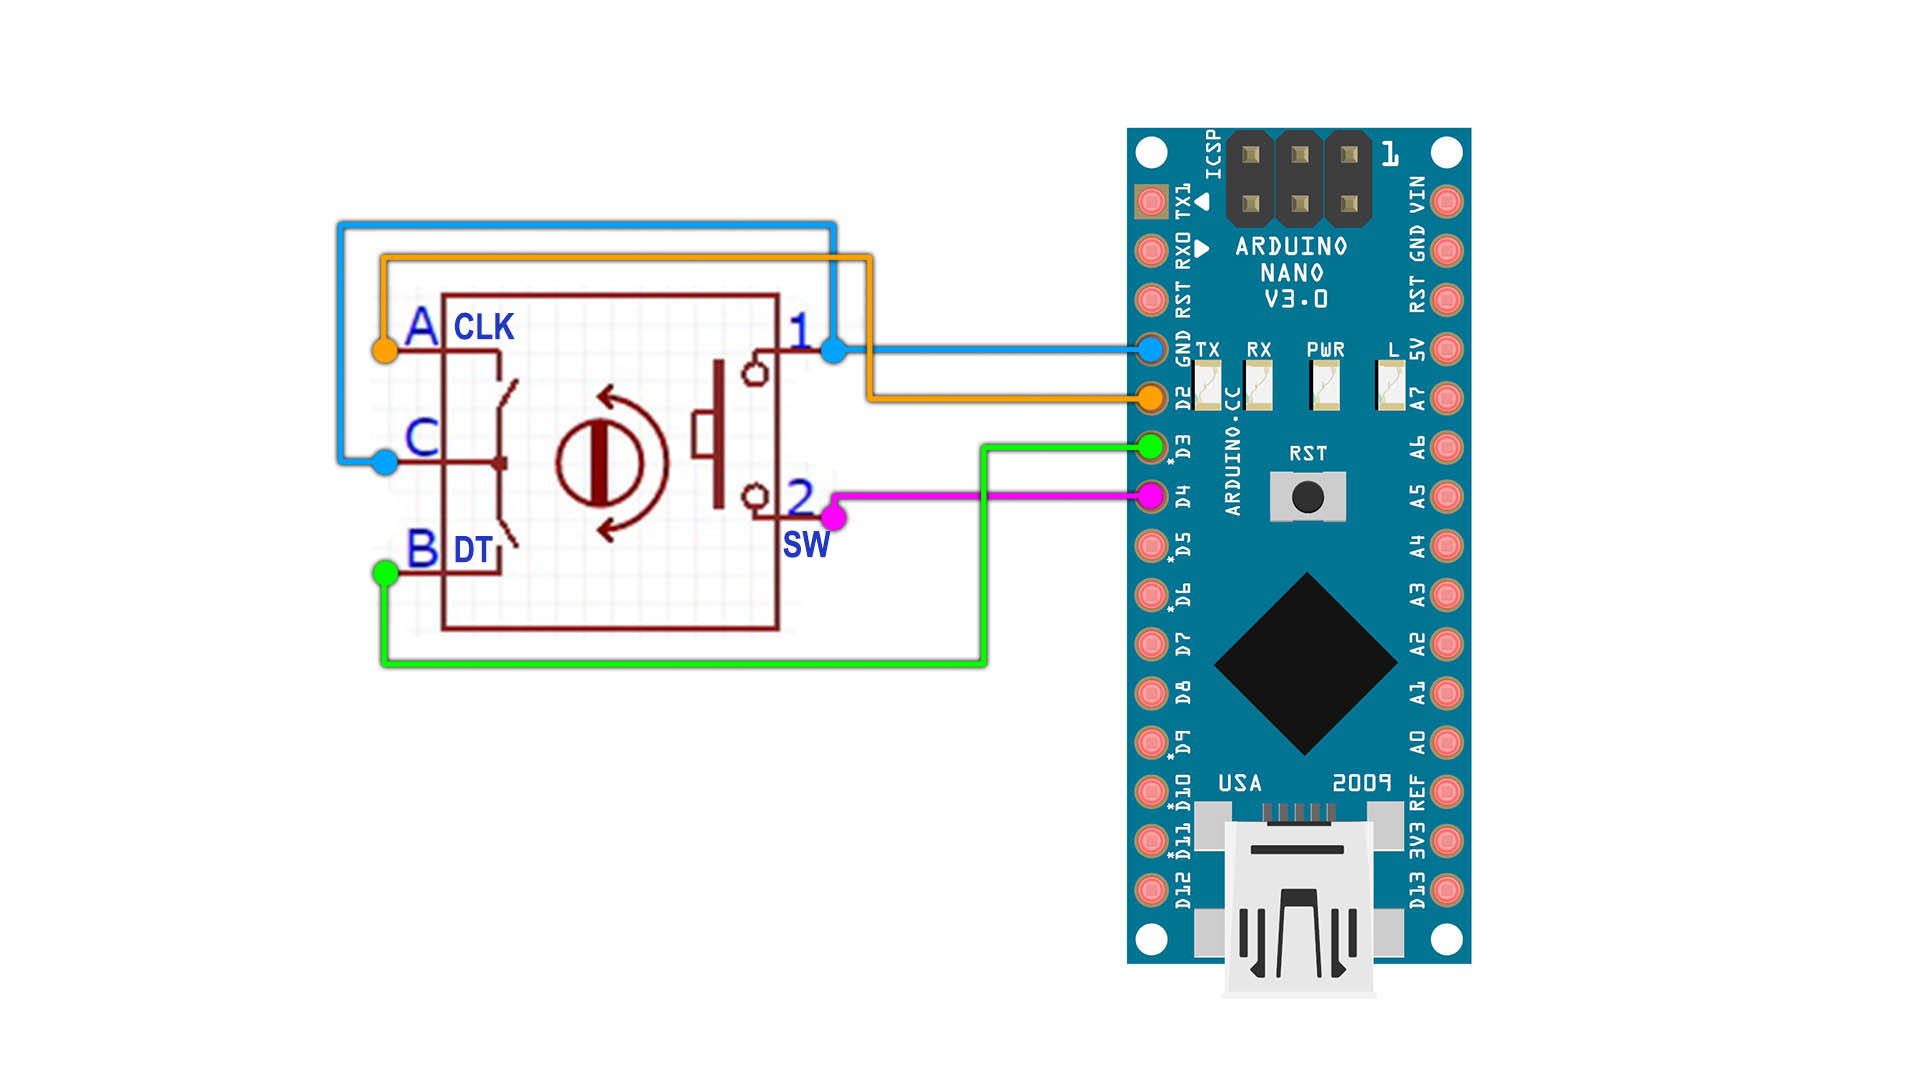 A CLK
C
B DT
1
2
SW
ICSP
1
TX1
RX0
RST
GND
D2
*D3
D4
*D5
*D6
D7
D8
*D9
*D10
*D11
D12
ARDUINO
NANO
V3.0
TX RX PWR L
ARDUINO.CC
RST
USA 2009
VIN
GND
RST
5V
A7
A6
A5
A4
A3
A2
A1
A0
REF
3V3
D13